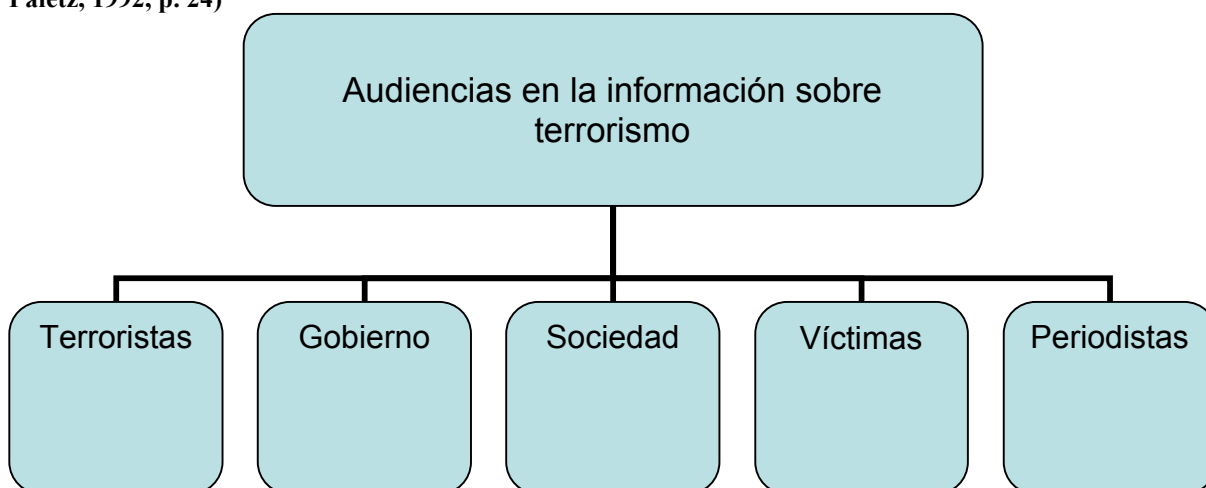 Paletz, 1992, p. 24)
Audiencias en la información sobre
terrorismo
Terroristas
Gobierno
Sociedad
Víctimas
Periodistas